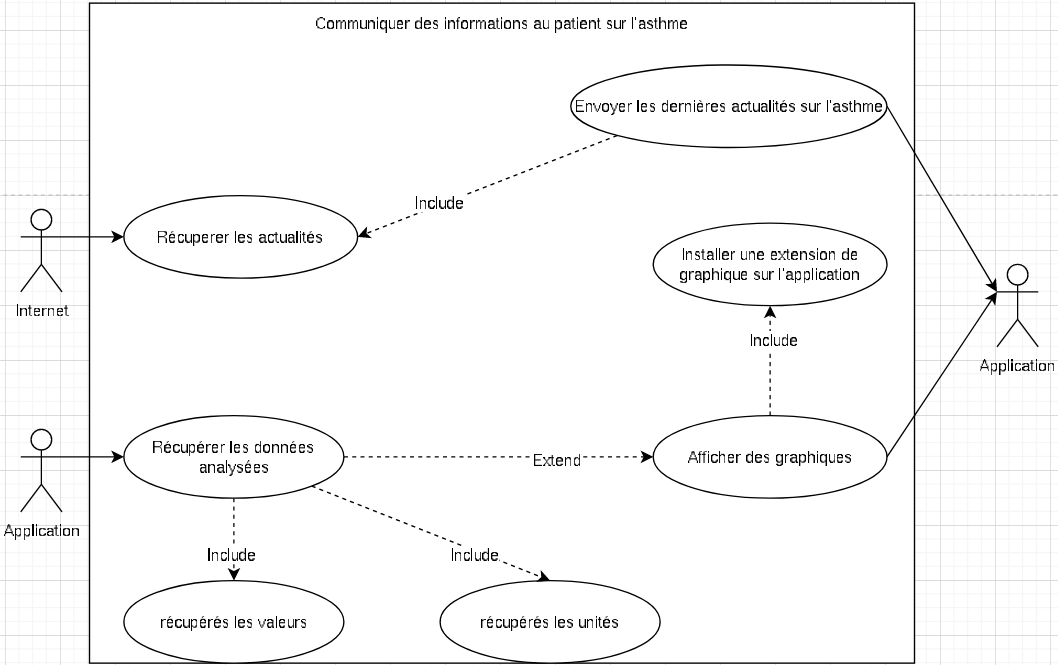 Communiquer des informations au patient sur l'asthme
Envoyer les dernières actualités sur l'asthme
Include
Récuperer les actualités
Internet
Installer une extension de
graphique sur l'application
Include
Application
Récupérer les données
analysées
Extend
Afficher des graphiques
Application
Include
Include
récupérés les valeurs
récupérés les unités